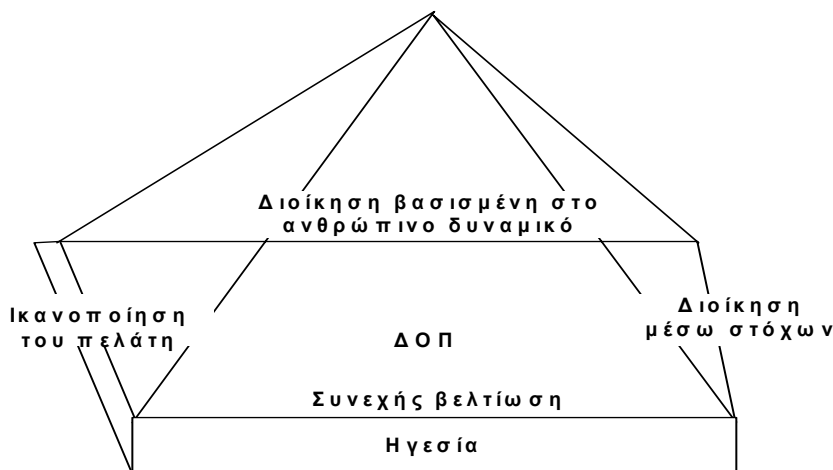 Διοίκηση βασισμένη στο
ανθρώπινο δυναμικό
Ικανοποίηση
του πελάτη
Διοίκηση
μέσω στόχων
ΔΟΠ
Συνεχής βελτίωση
Ηγεσία